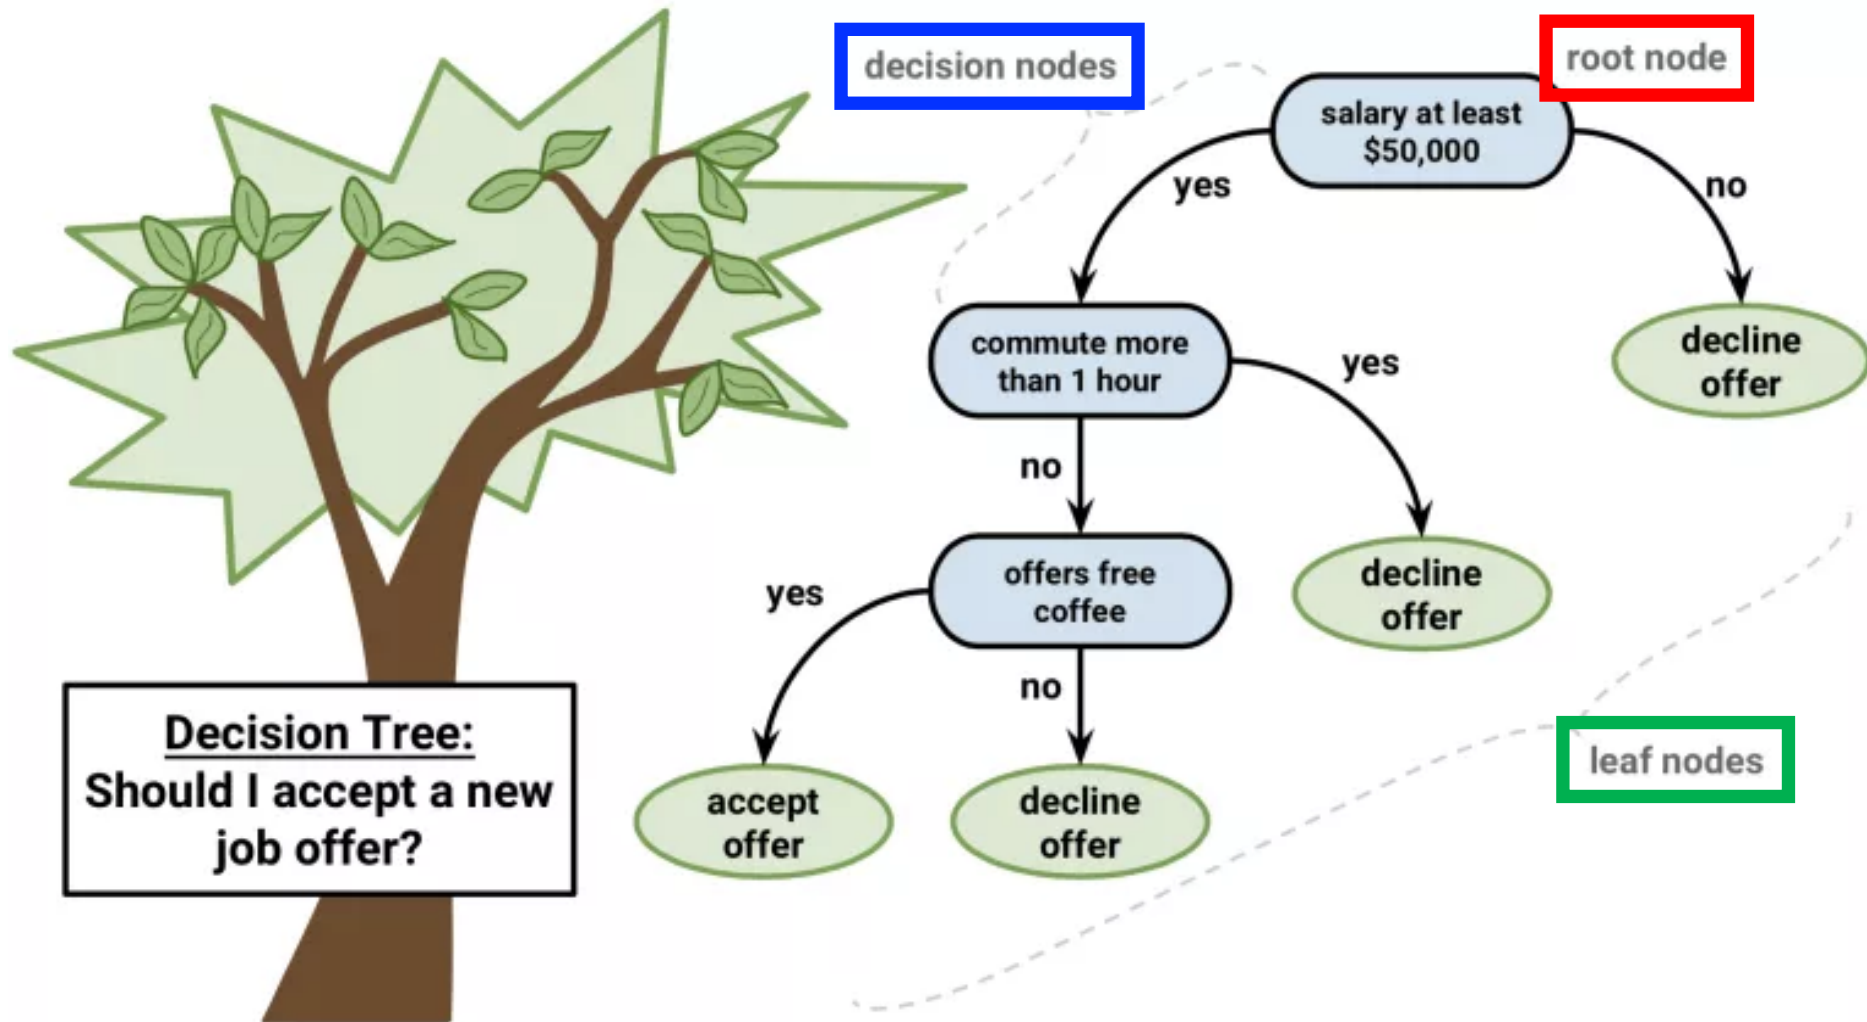 decision nodes
root node
salary at least
$50,000
yes
no
commute more
than 1 hour
yes
decline
offer
no
offers free
coffee
yes
decline
offer
no
leaf nodes
Decision Tree:
Should I accept a new
job offer?
accept
offer
decline
offer